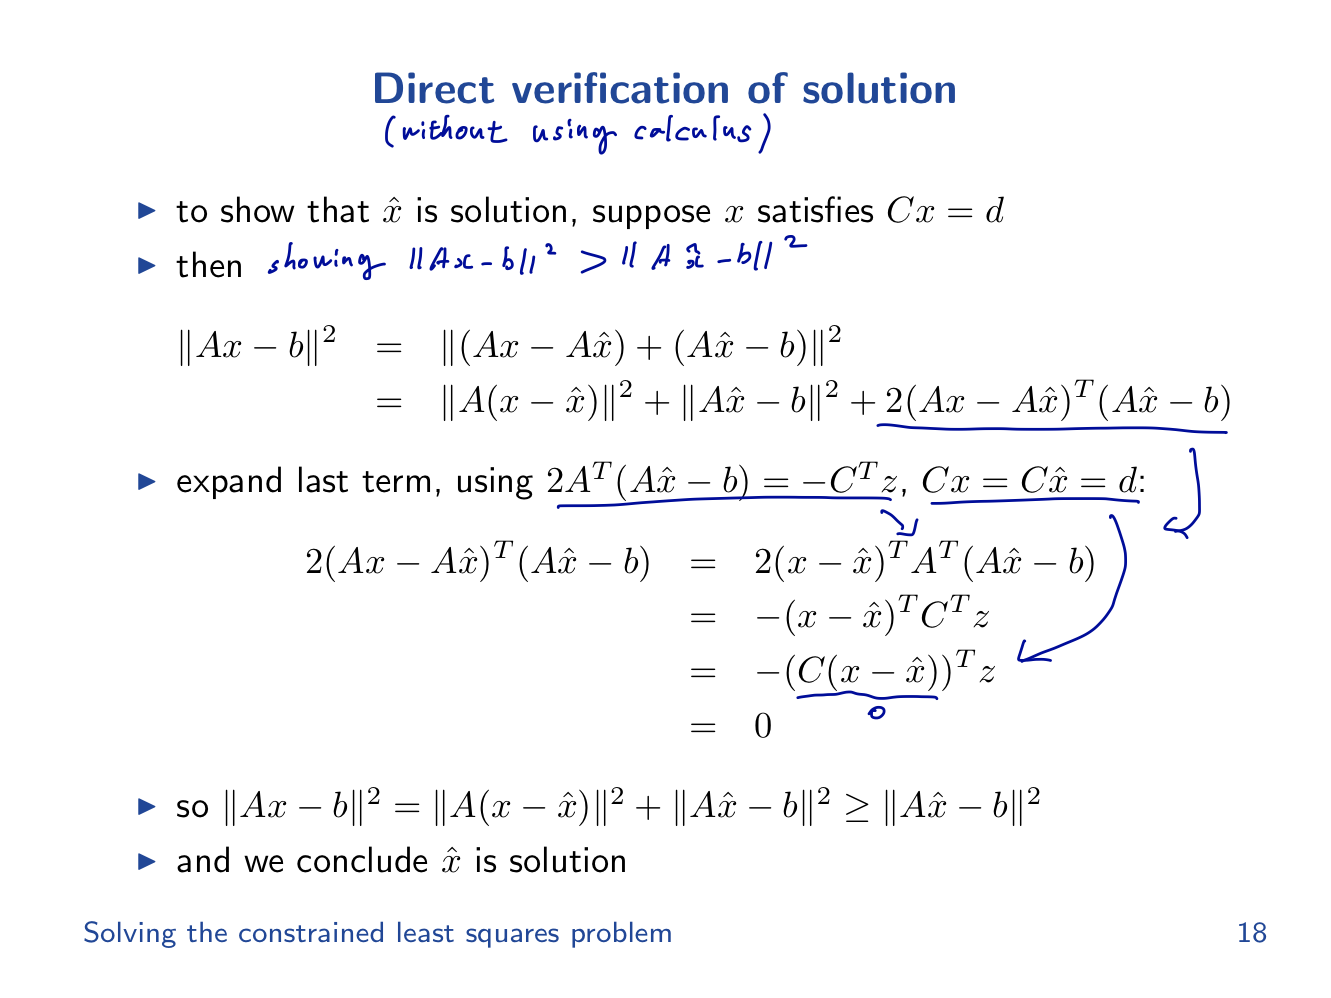 Direct verification of solution
(without using calculus)
▶ to show that x̂ is solution, suppose x satisfies Cx = d
▶ then showing ||Ax - b||² > ||Ax̂ - b||²
‖Ax − b‖² = ‖(Ax − Ax̂) + (Ax̂ − b)‖²
= ‖A(x − x̂)‖² + ‖Ax̂ − b‖² + 2(Ax − Ax̂)ᵀ(Ax̂ − b)
▶ expand last term, using 2Aᵀ(Ax̂ − b) = −Cᵀz, Cx = Cx̂ = d:
2(Ax − Ax̂)ᵀ(Ax̂ − b) = 2(x − x̂)ᵀAᵀ(Ax̂ − b)
= −(x − x̂)ᵀCᵀz
= −(C(x − x̂))ᵀz
0
= 0
▶ so ‖Ax − b‖² = ‖A(x − x̂)‖² + ‖Ax̂ − b‖² ≥ ‖Ax̂ − b‖²
▶ and we conclude x̂ is solution
Solving the constrained least squares problem 18